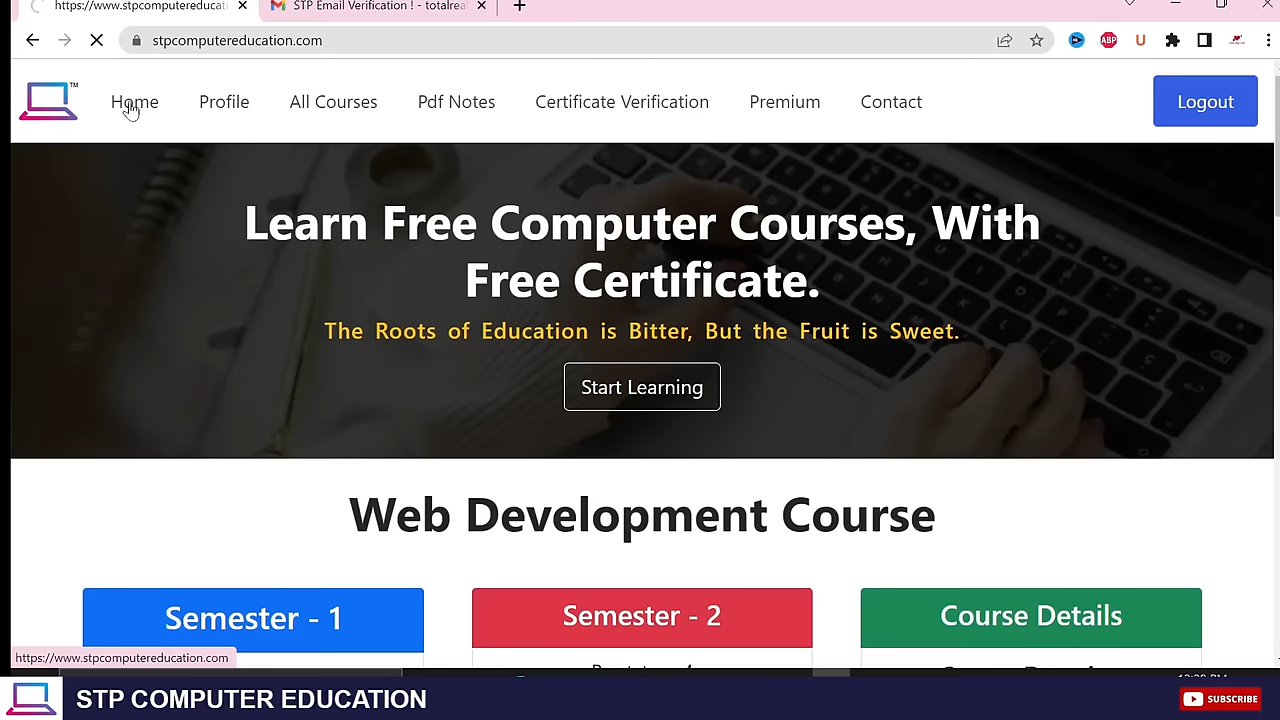 https://www.stpcomputereducati
STP Email Verification ! - totalrea
stpcomputereducation.com
ABP
U
TM
Home
Profile
All Courses
Pdf Notes
Certificate Verification
Premium
Contact
Logout
Learn Free Computer Courses, With
Free Certificate.
The Roots of Education is Bitter, But the Fruit is Sweet.
Start Learning
Web Development Course
Semester - 1
Semester - 2
Course Details
https://www.stpcomputereducation.com
STP COMPUTER EDUCATION
SUBSCRIBE